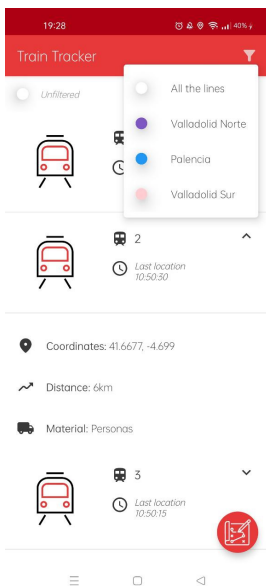 19:28
40%
Train Tracker
Unfiltered
All the lines
Valladolid Norte
Palencia
Valladolid Sur
2
Last location
10:50:30
Coordinates: 41.6677, -4.699
Distance: 6km
Material: Personas
3
Last location
10:50:15